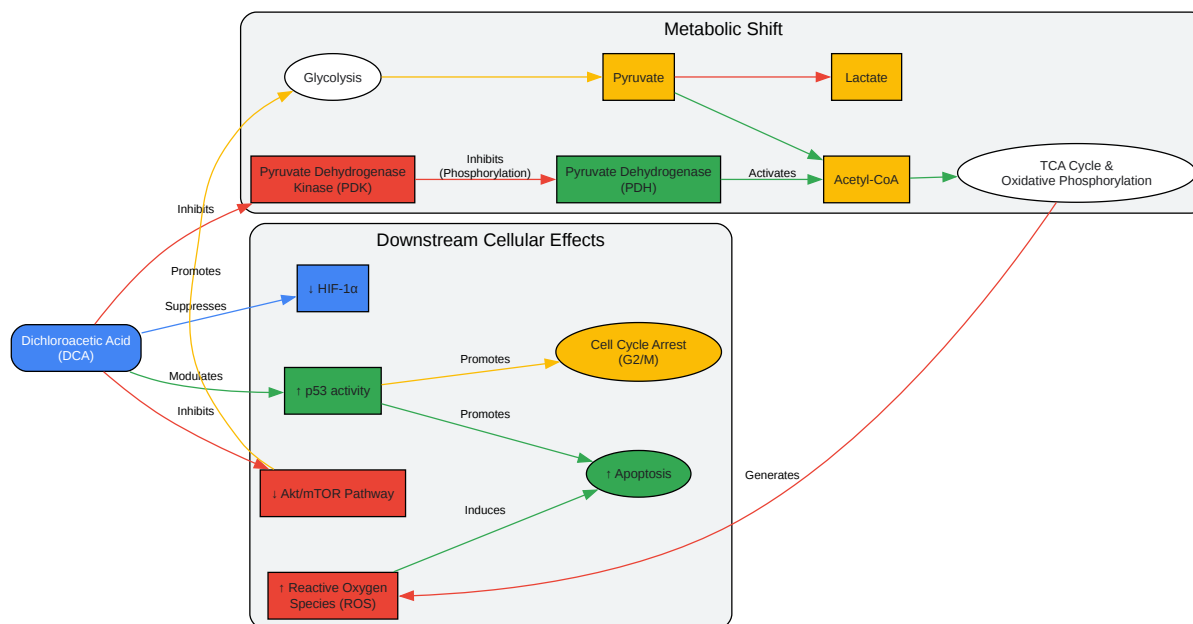 Metabolic Shift
Glycolysis
Pyruvate
Lactate
Pyruvate Dehydrogenase
Kinase (PDK)
Inhibits
(Phosphorylation)
Pyruvate Dehydrogenase
(PDH)
Activates
Acetyl-CoA
TCA Cycle &
Oxidative Phosphorylation
Inhibits
Downstream Cellular Effects
Promotes
↓ HIF-1α
Suppresses
Dichloroacetic Acid
(DCA)
Cell Cycle Arrest
(G2/M)
Promotes
Modulates
↑ p53 activity
Inhibits
Promotes
↑ Apoptosis
Generates
↓ Akt/mTOR Pathway
Induces
↑ Reactive Oxygen
Species (ROS)